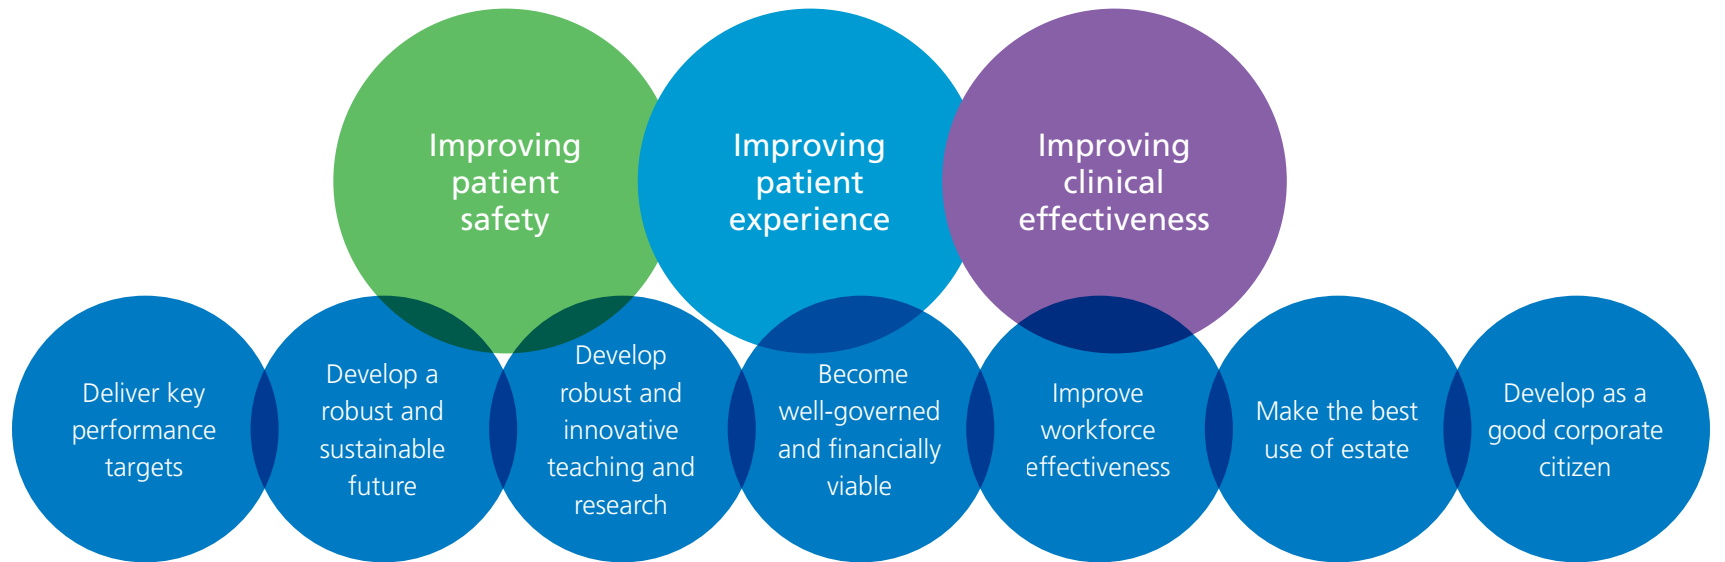 Improving
patient
safety
Improving
patient
experience
Improving
clinical
effectiveness
Deliver key
performance
targets
Develop a
robust and
sustainable
future
Develop
robust and
innovative
teaching and
research
Become
well-governed
and financially
viable
Improve
workforce
effectiveness
Make the best
use of estate
Develop as a
good corporate
citizen